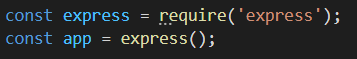 const express = require('express');
const app = express();